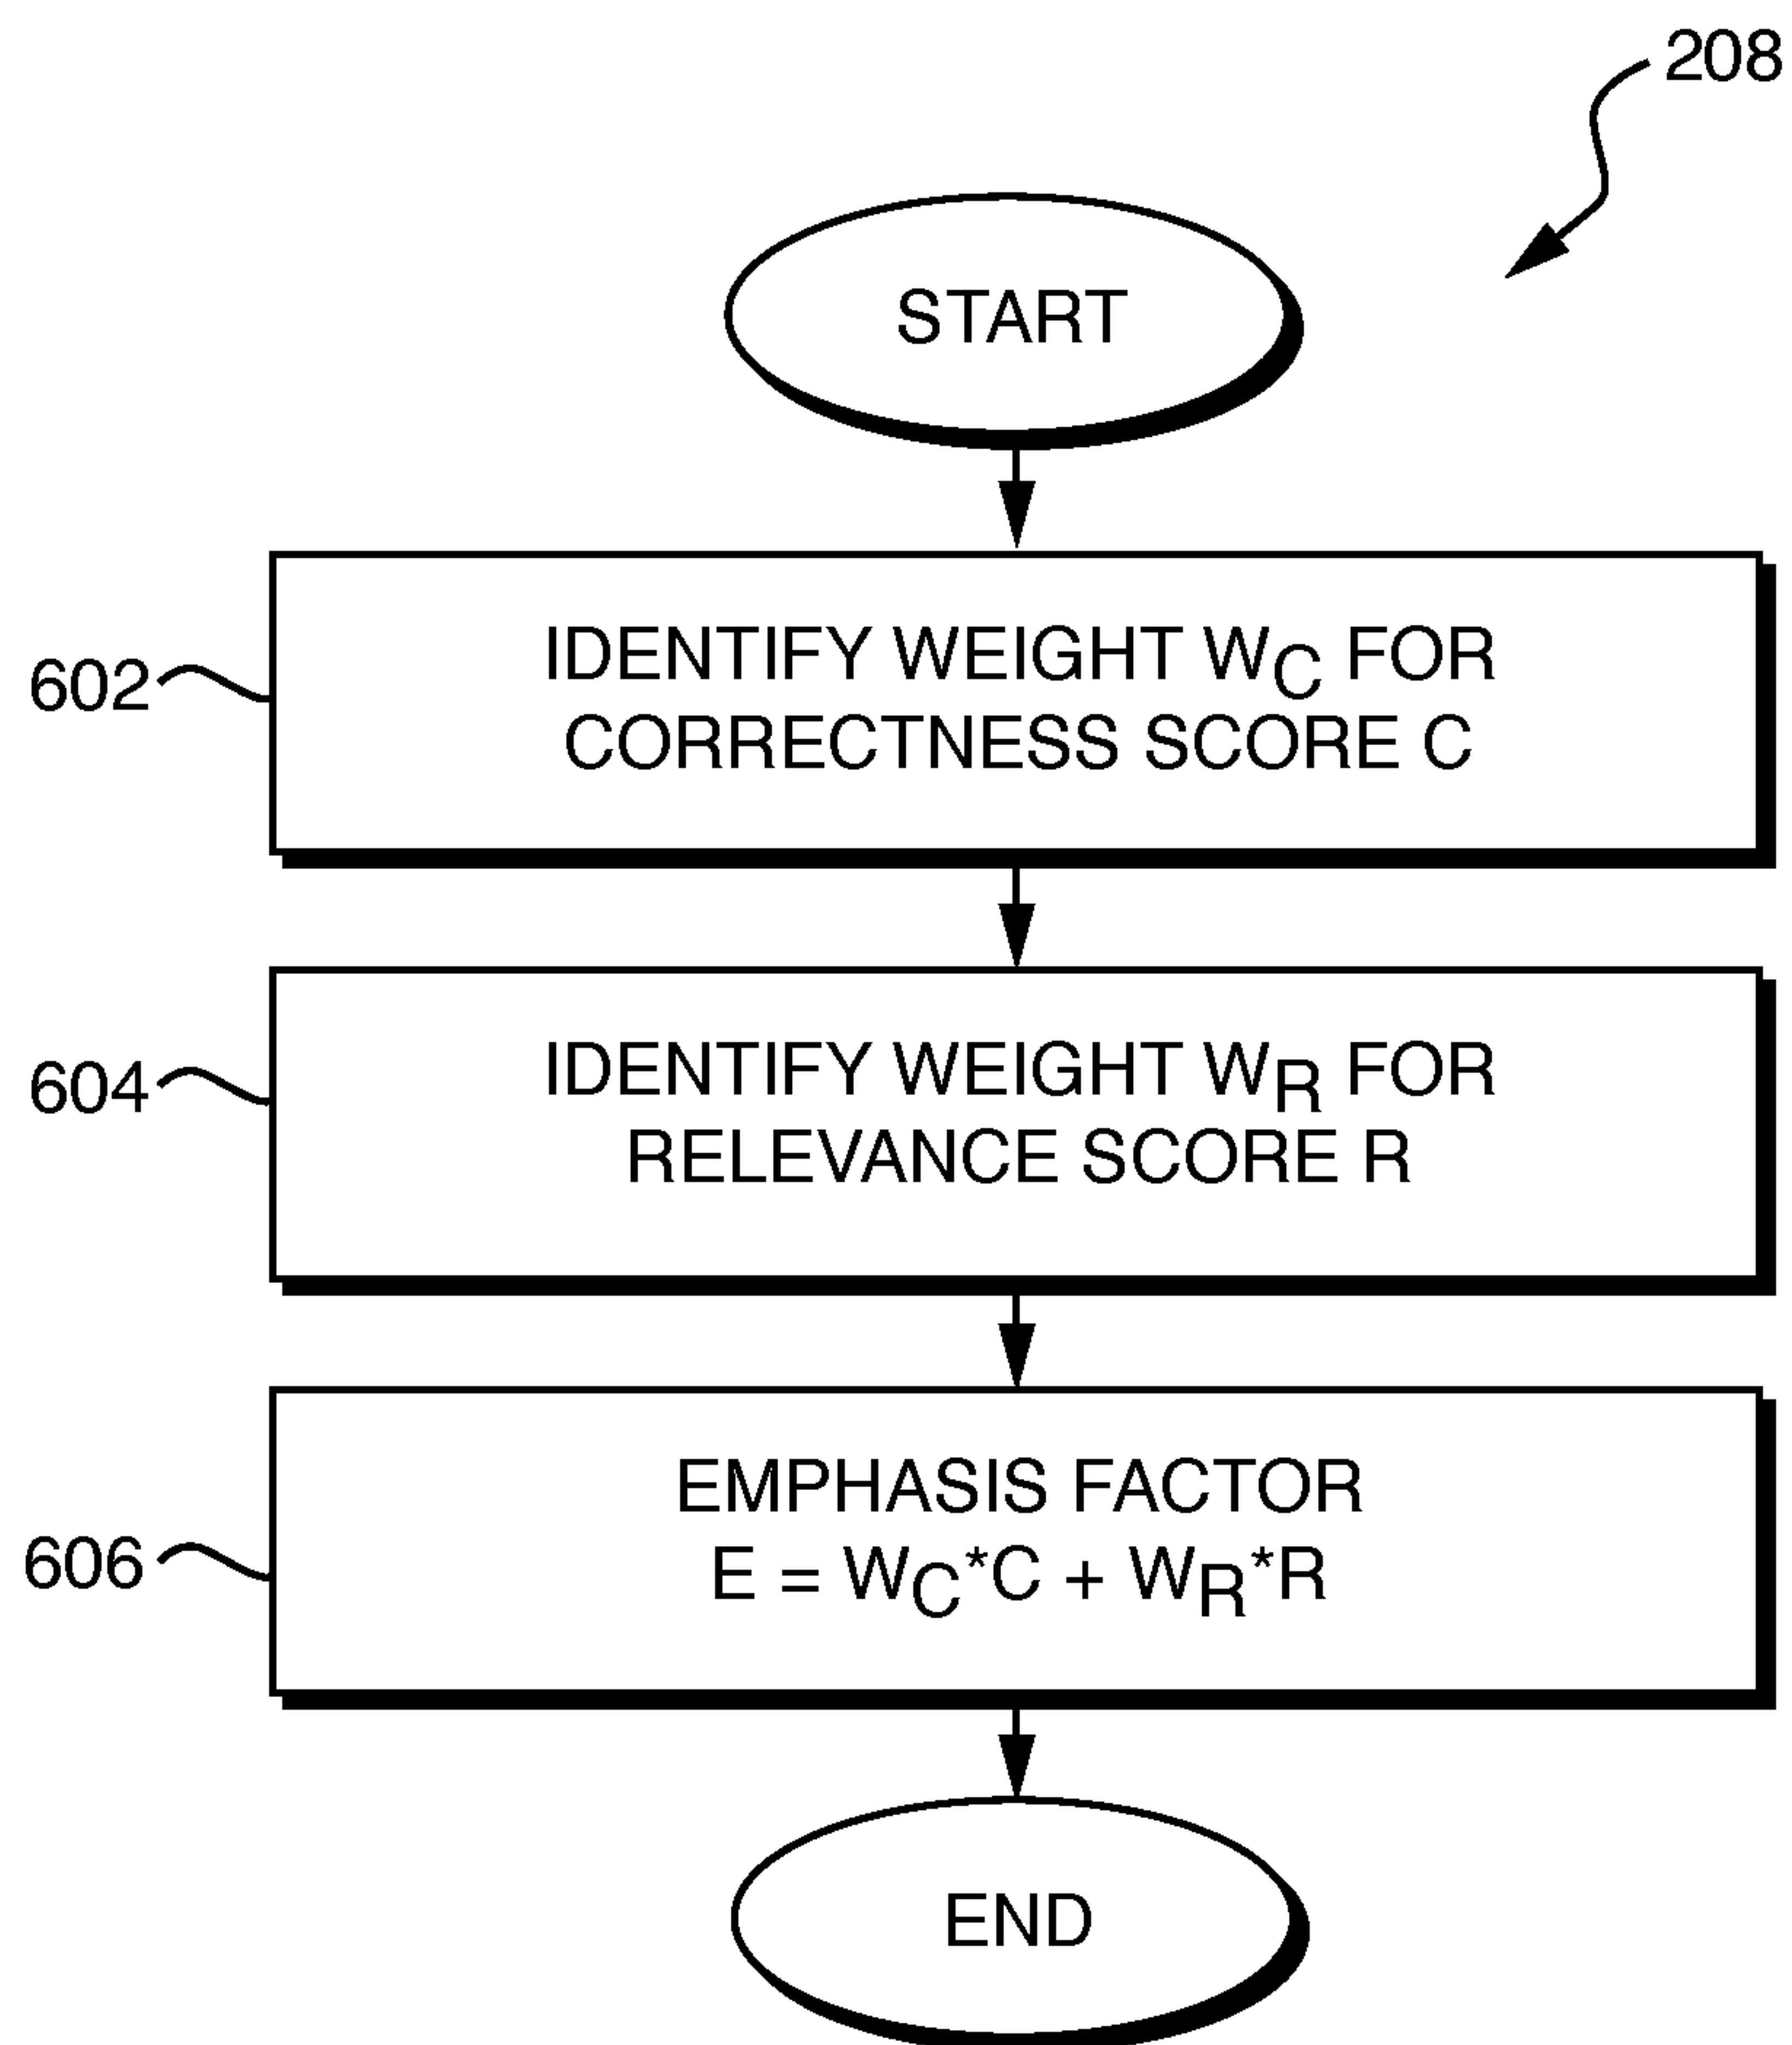 208
START
602
IDENTIFY WEIGHT WC FOR
CORRECTNESS SCORE C
604
IDENTIFY WEIGHT WR FOR
RELEVANCE SCORE R
606
EMPHASIS FACTOR
E = WC*C + WR*R
END